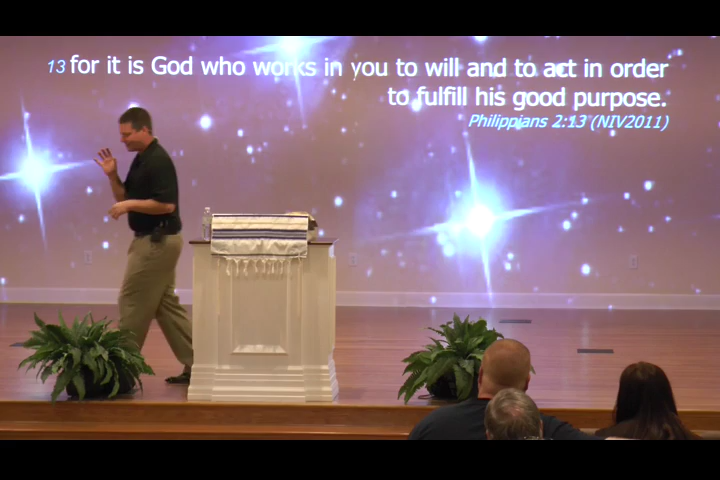 13 for it is God who works in you to will and to act in order
to fulfill his good purpose.
Philippians 2:13 (NIV2011)